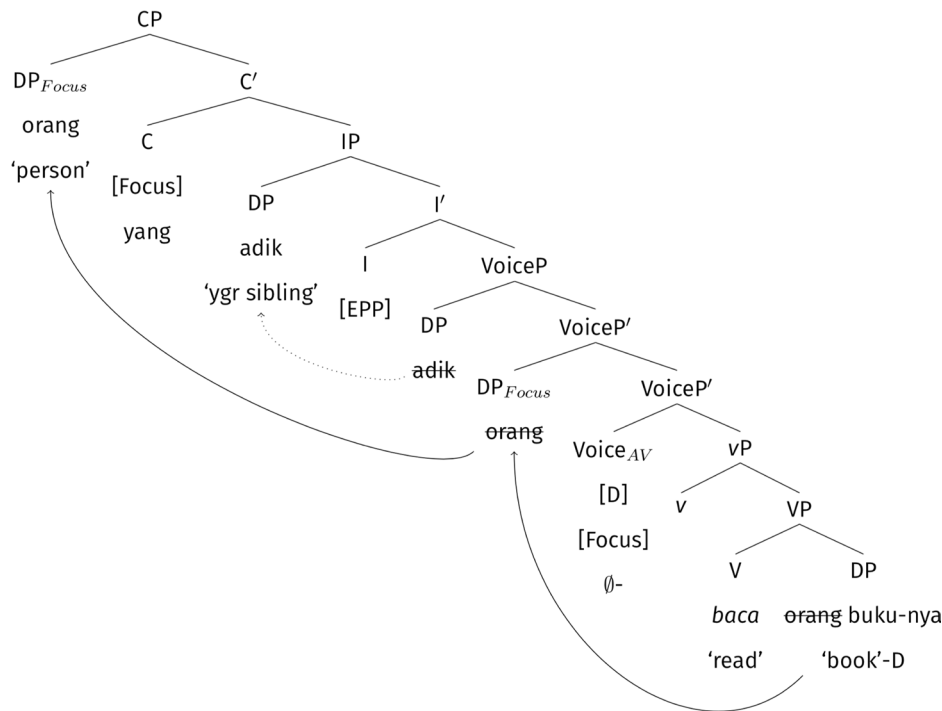 CP
DP_Focus C′
orang C IP
‘person’ [Focus] DP I′
yang adik I VoiceP
‘ygr sibling’ [EPP] DP VoiceP′
adik DP_Focus VoiceP′
orang Voice_AV vP
[D] v VP
[Focus] V DP
∅-
baca orang buku-nya
‘read’ ‘book’-D